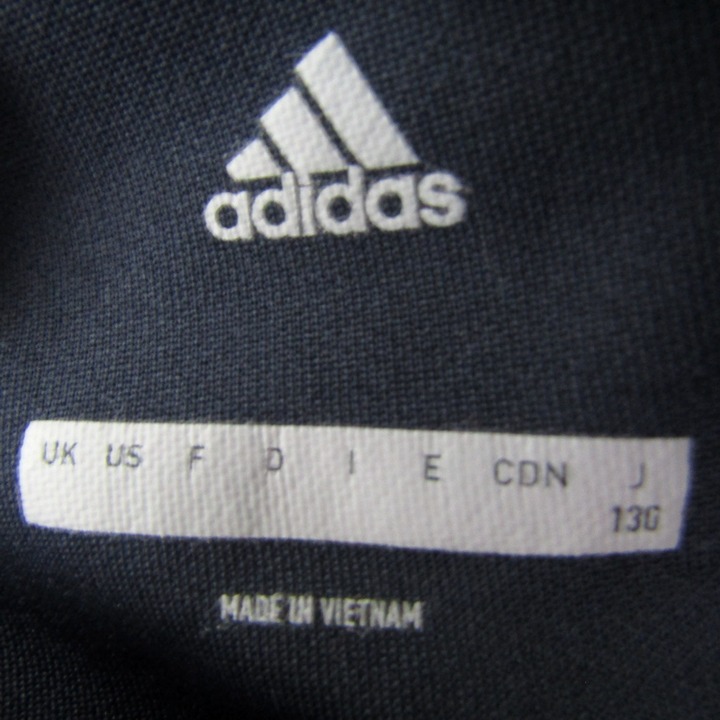 adidas
UK US F D I E CDN J
130
MADE IN VIETNAM